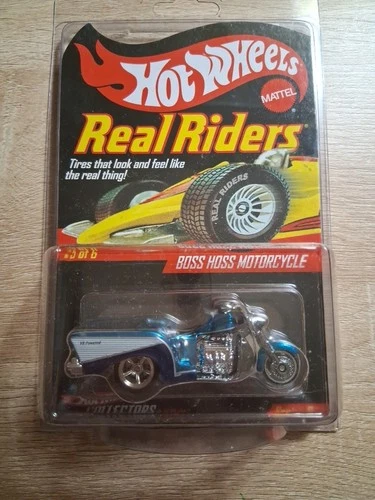 Hot Wheels
MATTEL
Real Riders
Tires that look and feel like
the real thing!
REAL RIDERS
#3 of 6
BOSS HOSS MOTORCYCLE
COLLECTORS